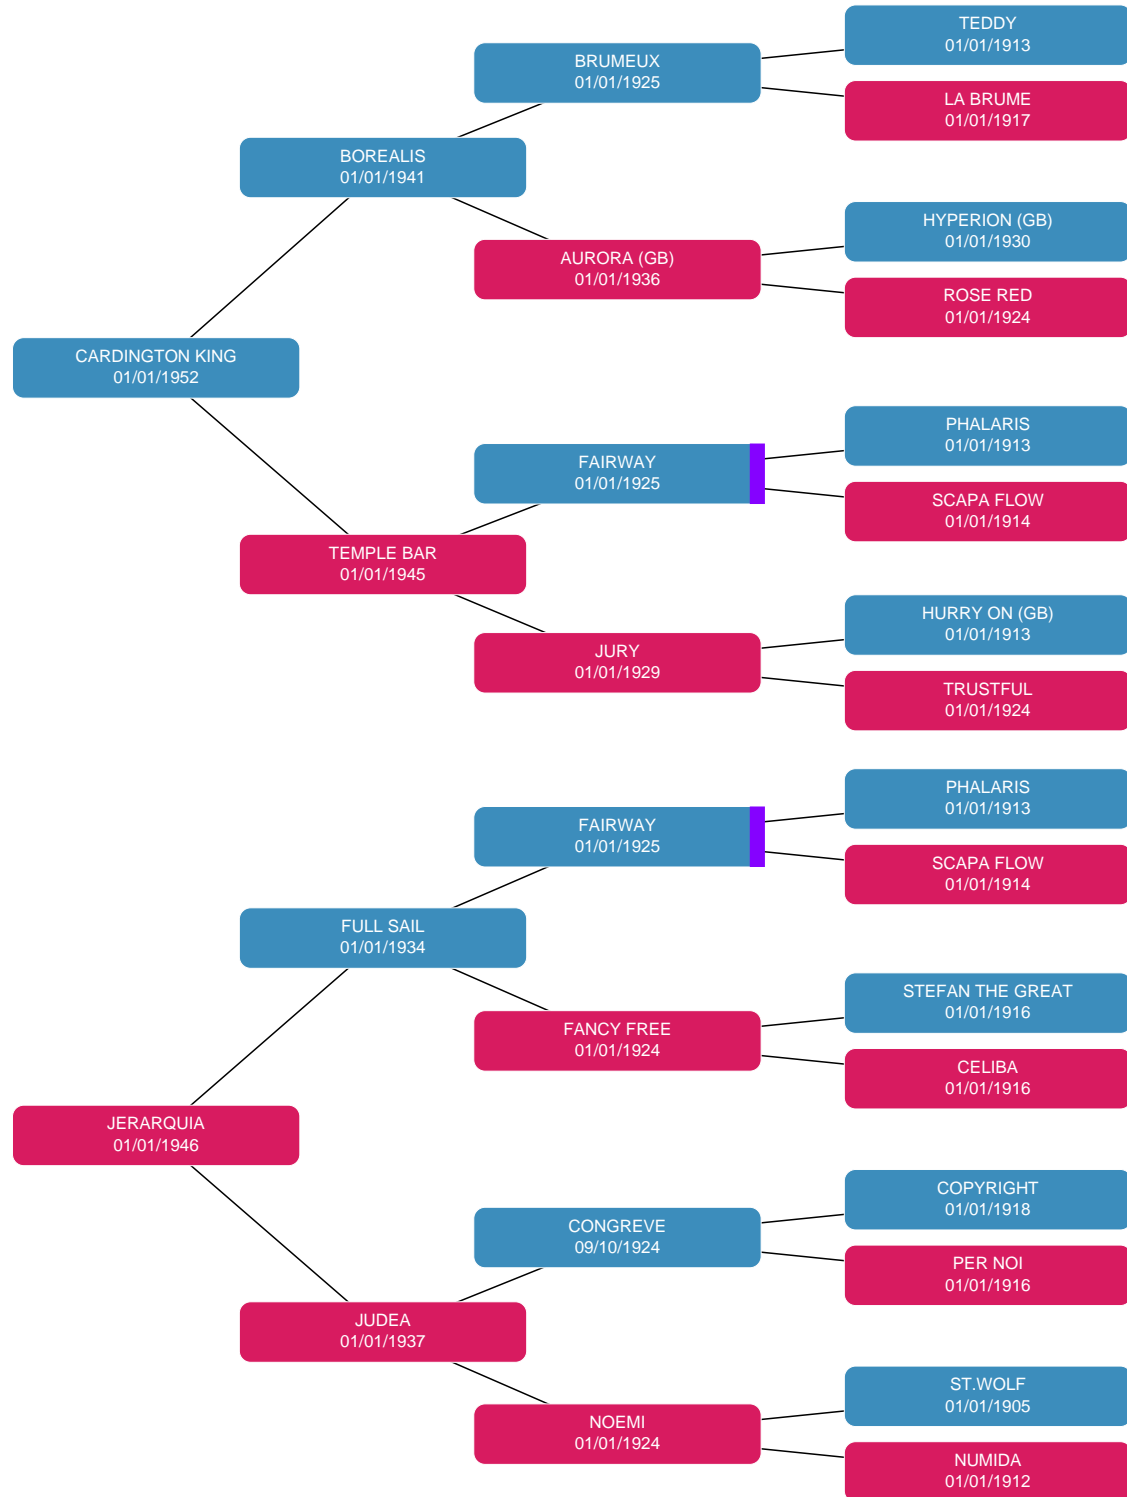 TEDDY
01/01/1913
BRUMEUX
01/01/1925
LA BRUME
01/01/1917
BOREALIS
01/01/1941
HYPERION (GB)
01/01/1930
AURORA (GB)
01/01/1936
ROSE RED
01/01/1924
CARDINGTON KING
01/01/1952
PHALARIS
01/01/1913
FAIRWAY
01/01/1925
SCAPA FLOW
01/01/1914
TEMPLE BAR
01/01/1945
HURRY ON (GB)
01/01/1913
JURY
01/01/1929
TRUSTFUL
01/01/1924
PHALARIS
01/01/1913
FAIRWAY
01/01/1925
SCAPA FLOW
01/01/1914
FULL SAIL
01/01/1934
STEFAN THE GREAT
01/01/1916
FANCY FREE
01/01/1924
CELIBA
01/01/1916
JERARQUIA
01/01/1946
COPYRIGHT
01/01/1918
CONGREVE
09/10/1924
PER NOI
01/01/1916
JUDEA
01/01/1937
ST.WOLF
01/01/1905
NOEMI
01/01/1924
NUMIDA
01/01/1912